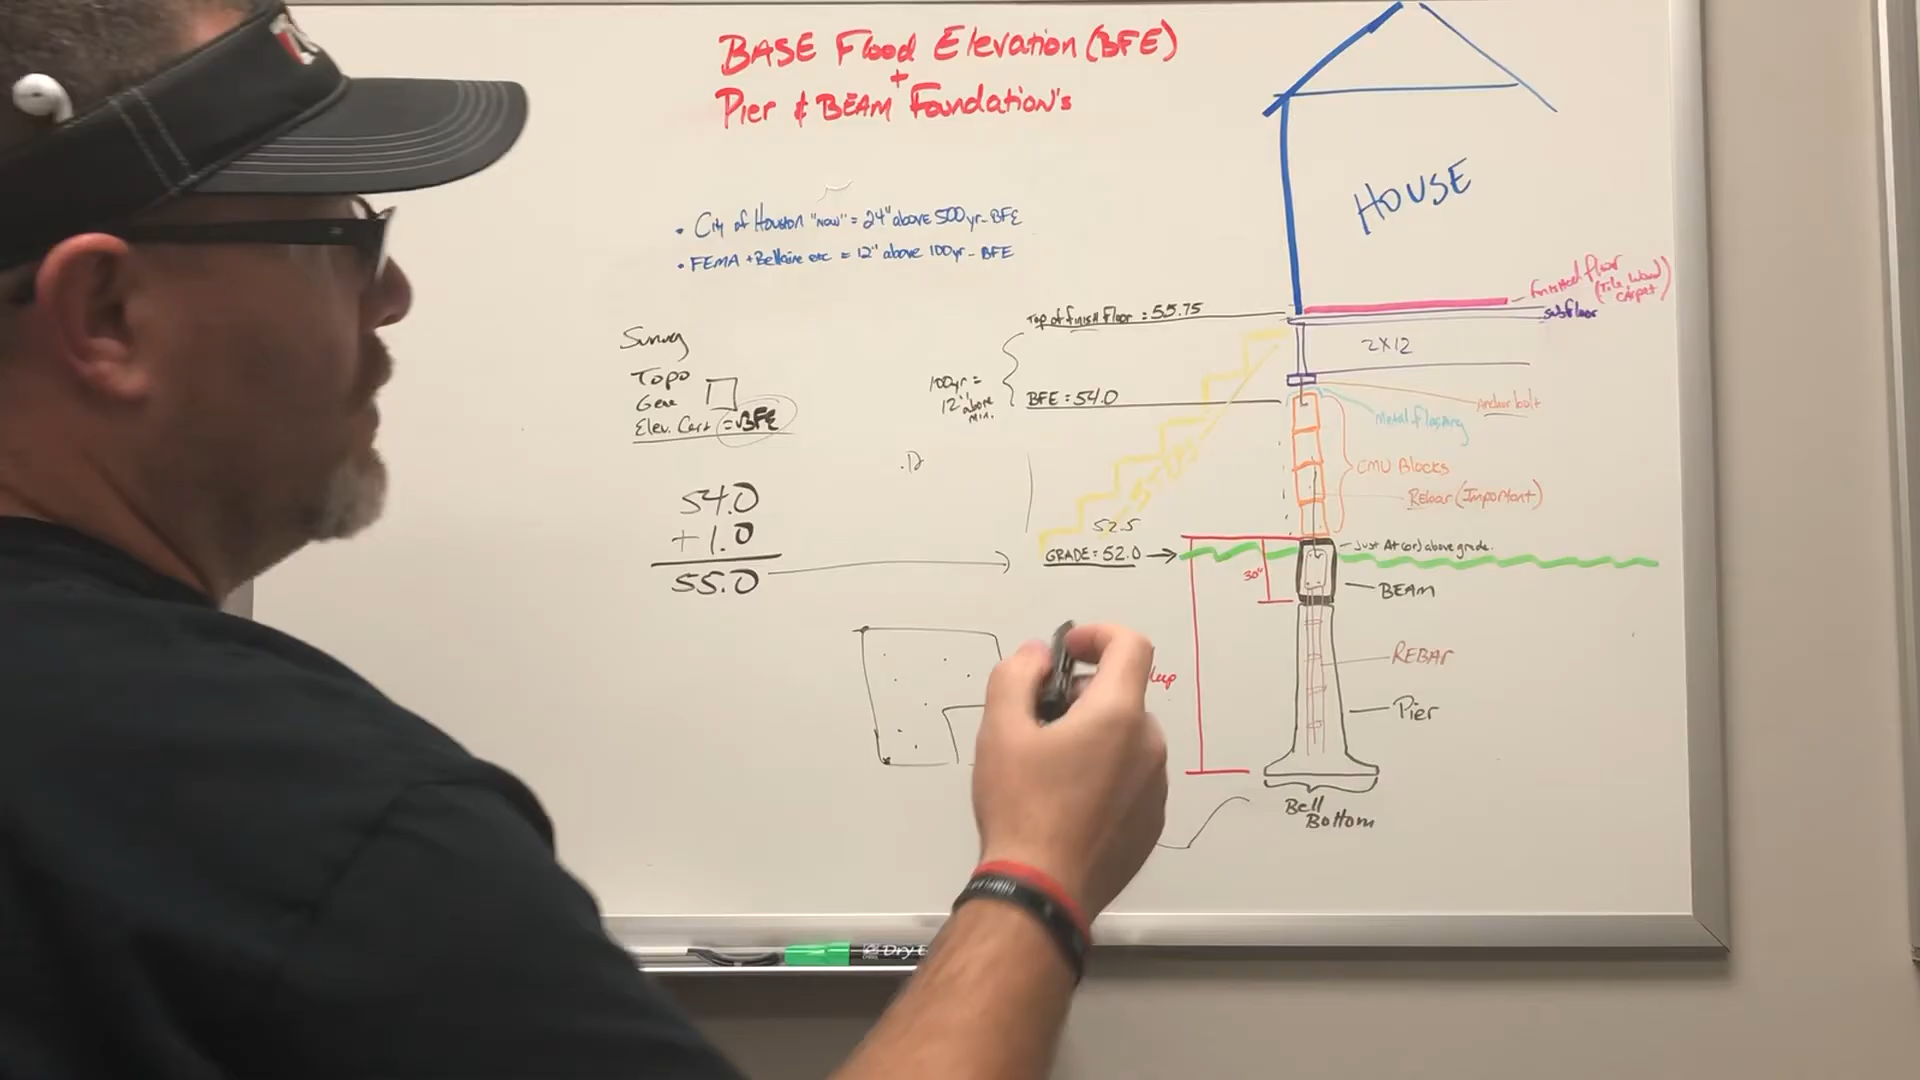 BASE Flood Elevation (BFE)
+
Pier & BEAM Foundation's
• City of Houston "now" = 24" above 500yr-BFE
• FEMA + Bellaire etc = 12" above 100yr-BFE
HOUSE
finished floor
(Tile, Wood,
Carpet)
subfloor
2X12
Top of finish floor = 55.75
100yr =
12" above
min.
BFE = 54.0
Survey
Topo
Elev. Cert = BFE
54.0
+ 1.0
55.0
Anchor bolt
Metal flashing
CMU Blocks
Rebar (Important)
52.5
GRADE = 52.0
Just At (or) above grade.
30"
BEAM
REBAR
Pier
Bell
Bottom
Dry E